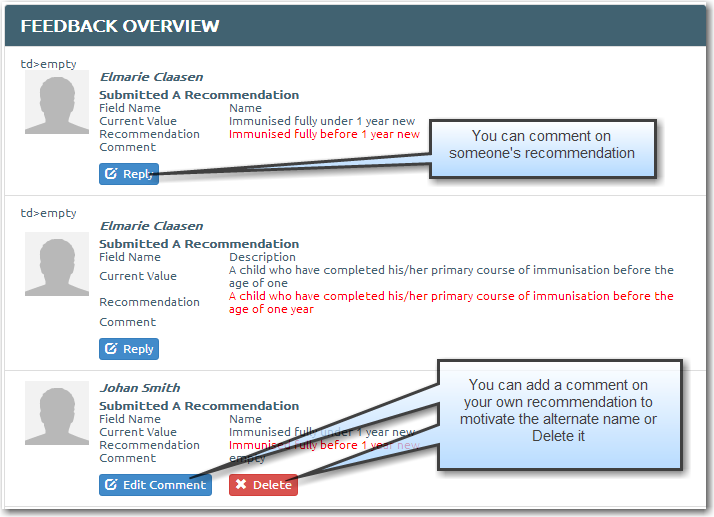 FEEDBACK OVERVIEW
td>empty
Elmarie Claasen
Submitted A Recommendation
Field Name Name
Current Value Immunised fully under 1 year new
Recommendation Immunised fully before 1 year new
Comment
Reply
You can comment on
someone's recommendation
td>empty
Elmarie Claasen
Submitted A Recommendation
Field Name Description
Current Value A child who have completed his/her primary course of immunisation before the
age of one
Recommendation A child who have completed his/her primary course of immunisation before the
age of one year
Comment
Reply
Johan Smith
Submitted A Recommendation
Field Name Name
Current Value Immunised fully under 1 year new
Recommendation Immunised fully before 1 year new
Comment empty
Edit Comment Delete
You can add a comment on
your own recommendation to
motivate the alternate name or
Delete it